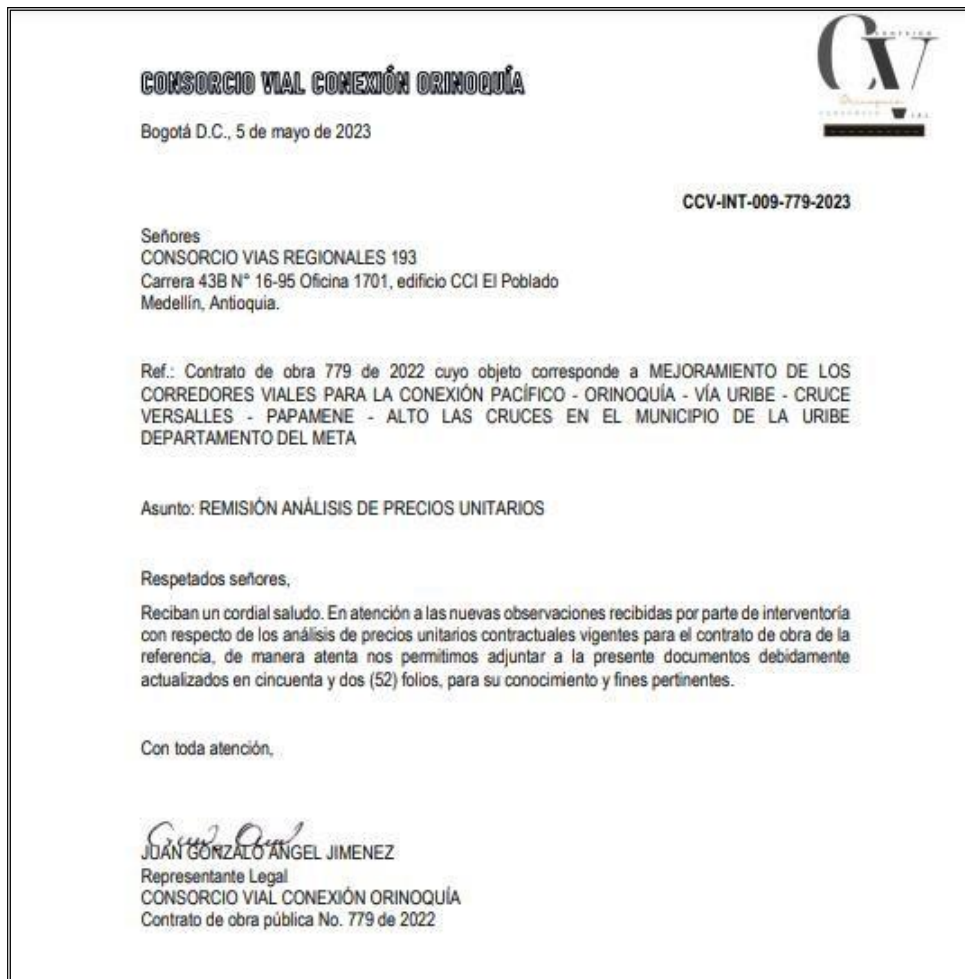 CONEXIÓN
CV
Orinoquía
CONSORCIO VIAL
CONSORCIO VIAL CONEXIÓN ORINOQUÍA
Bogotá D.C., 5 de mayo de 2023
CCV-INT-009-779-2023
Señores
CONSORCIO VIAS REGIONALES 193
Carrera 43B N° 16-95 Oficina 1701, edificio CCI El Poblado
Medellín, Antioquia.
Ref.: Contrato de obra 779 de 2022 cuyo objeto corresponde a MEJORAMIENTO DE LOS
CORREDORES VIALES PARA LA CONEXIÓN PACÍFICO - ORINOQUÍA - VÍA URIBE - CRUCE
VERSALLES - PAPAMENE - ALTO LAS CRUCES EN EL MUNICIPIO DE LA URIBE
DEPARTAMENTO DEL META
Asunto: REMISIÓN ANÁLISIS DE PRECIOS UNITARIOS
Respetados señores,
Reciban un cordial saludo. En atención a las nuevas observaciones recibidas por parte de interventoría
con respecto de los análisis de precios unitarios contractuales vigentes para el contrato de obra de la
referencia, de manera atenta nos permitimos adjuntar a la presente documentos debidamente
actualizados en cincuenta y dos (52) folios, para su conocimiento y fines pertinentes.
Con toda atención,
JUAN GONZALO ANGEL JIMENEZ
Representante Legal
CONSORCIO VIAL CONEXIÓN ORINOQUÍA
Contrato de obra pública No. 779 de 2022